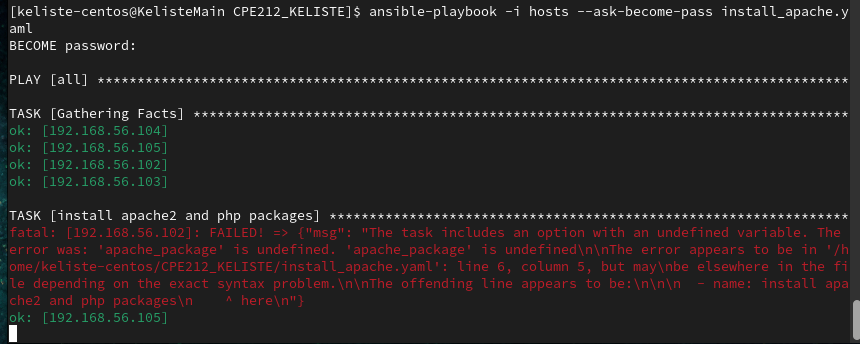 [keliste-centos@KelisteMain CPE212_KELISTE]$ ansible-playbook -i hosts --ask-become-pass install_apache.y
aml
BECOME password:
PLAY [all] **********************************************************************************************
TASK [Gathering Facts] **********************************************************************************
ok: [192.168.56.104]
ok: [192.168.56.105]
ok: [192.168.56.102]
ok: [192.168.56.103]
TASK [install apache2 and php packages] *****************************************************************
fatal: [192.168.56.102]: FAILED! => {"msg": "The task includes an option with an undefined variable. The
error was: 'apache_package' is undefined. 'apache_package' is undefined\n\nThe error appears to be in '/h
ome/keliste-centos/CPE212_KELISTE/install_apache.yaml': line 6, column 5, but may\nbe elsewhere in the fi
le depending on the exact syntax problem.\n\nThe offending line appears to be:\n\n\n  - name: install apa
che2 and php packages\n    ^ here\n"}
ok: [192.168.56.105]